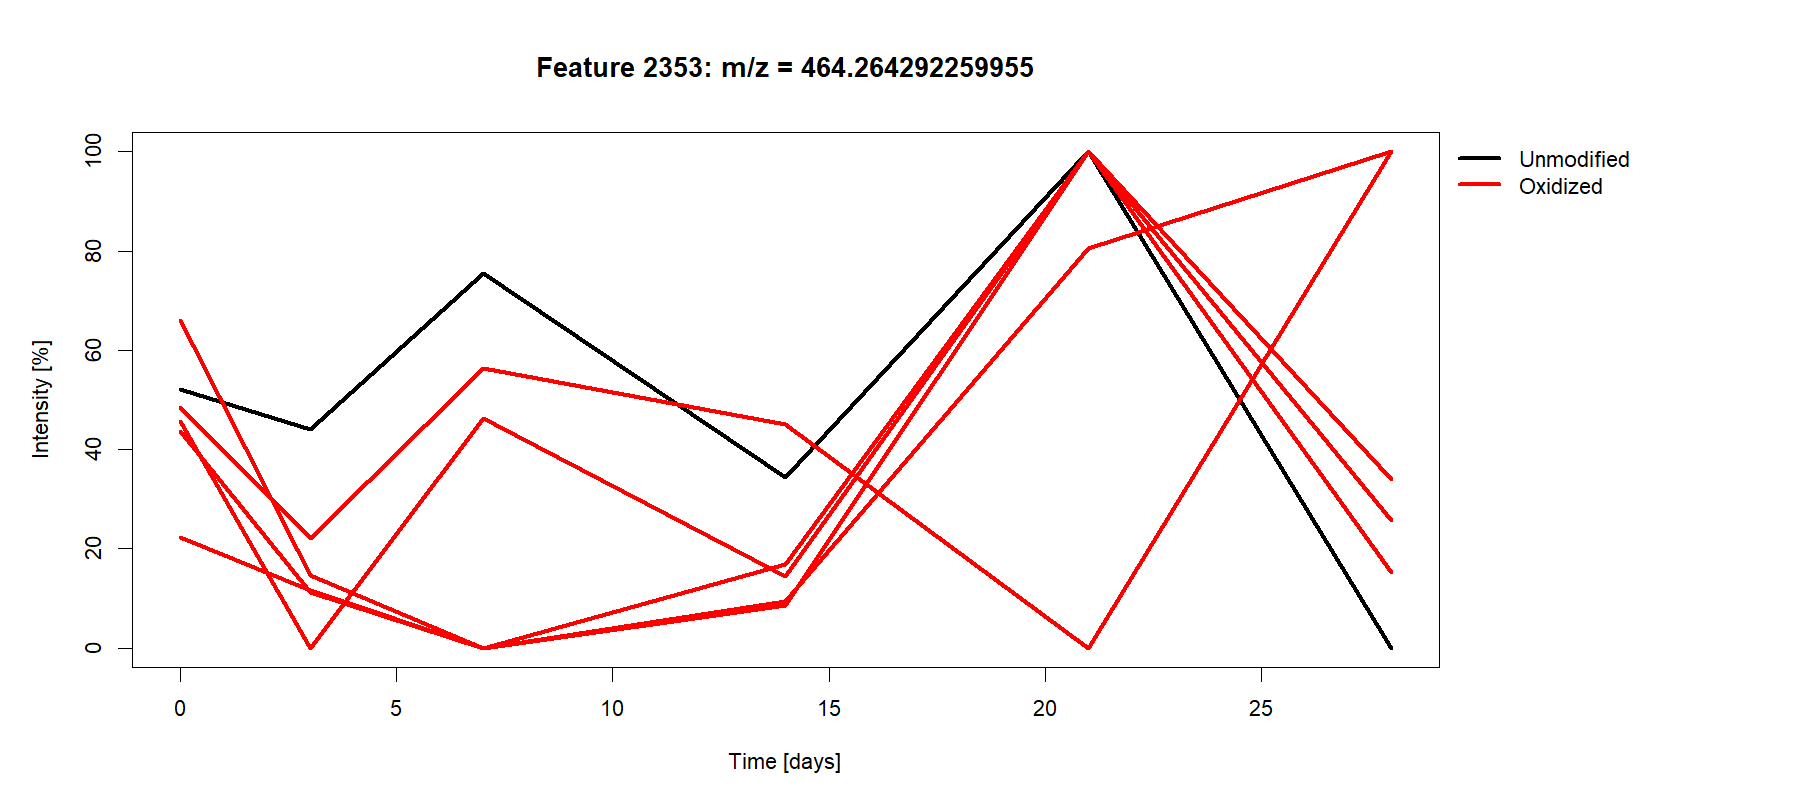 Feature 2353: m/z = 464.264292259955
Unmodified
Oxidized
Intensity [%]
100
80
60
40
20
0
0 5 10 15 20 25
Time [days]